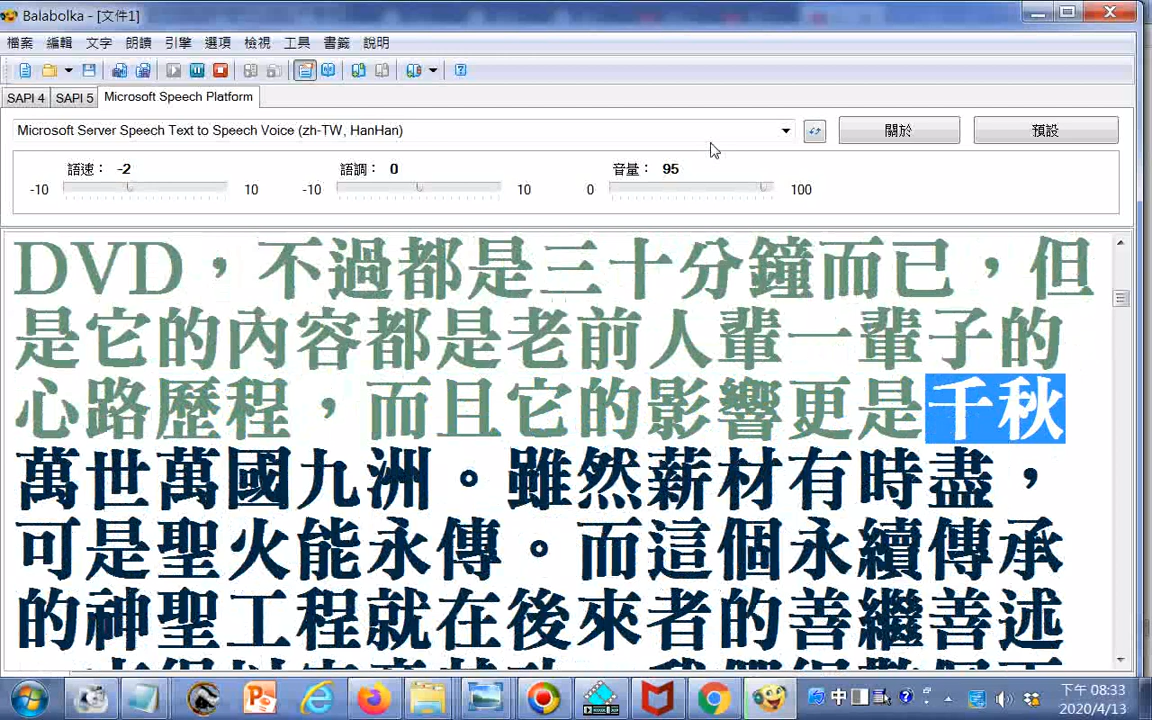 Balabolka - [文件1]
檔案 編輯 文字 朗讀 引擎 選項 檢視 工具 書籤 說明
SAPI 4 SAPI 5 Microsoft Speech Platform
Microsoft Server Speech Text to Speech Voice (zh-TW, HanHan) 關於 預設
語速： -2 語調： 0 音量： 95
-10 10 -10 10 0 100
DVD，不過都是三十分鐘而已，但
是它的內容都是老前人輩一輩子的
心路歷程，而且它的影響更是千秋
萬世萬國九洲。雖然薪材有時盡，
可是聖火能永傳。而這個永續傳承
的神聖工程就在後來者的善繼善述
中 下午 08:33
2020/4/13